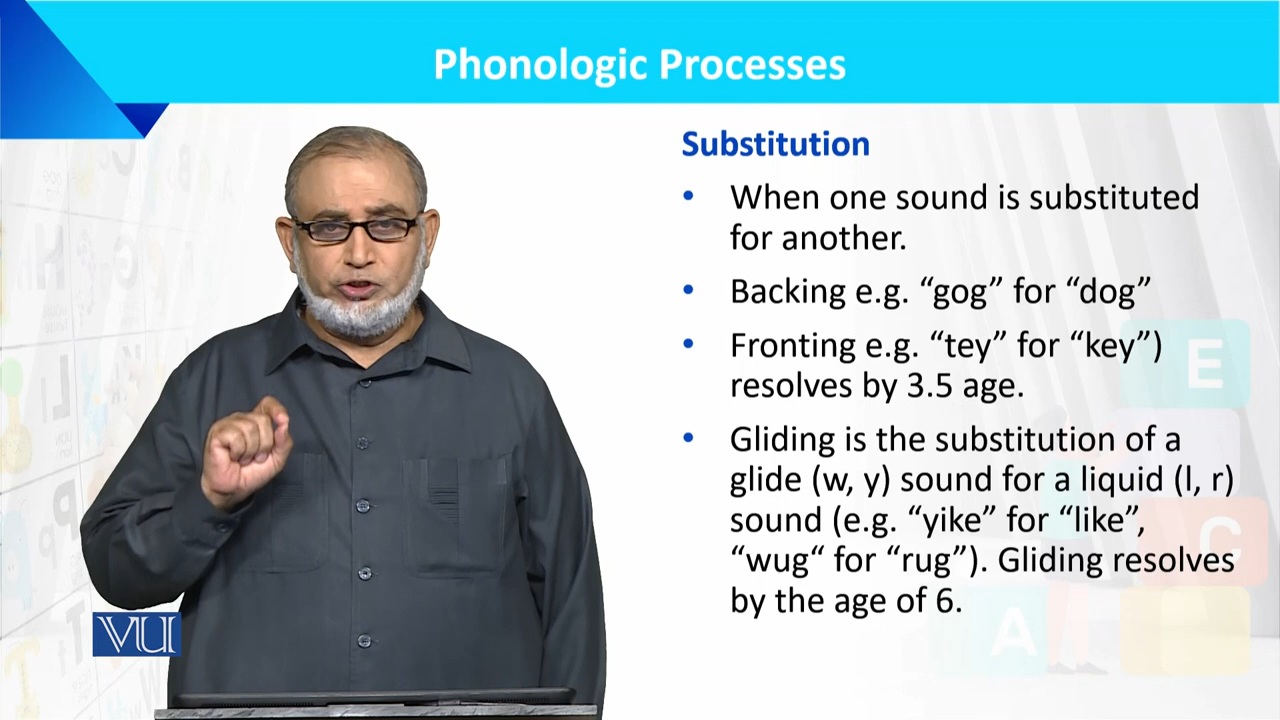 Phonologic Processes
Substitution
• When one sound is substituted
for another.
• Backing e.g. “gog” for “dog”
• Fronting e.g. “tey” for “key”)
resolves by 3.5 age.
• Gliding is the substitution of a
glide (w, y) sound for a liquid (l, r)
sound (e.g. “yike” for “like”,
“wug“ for “rug”). Gliding resolves
by the age of 6.
VU
E
C
A